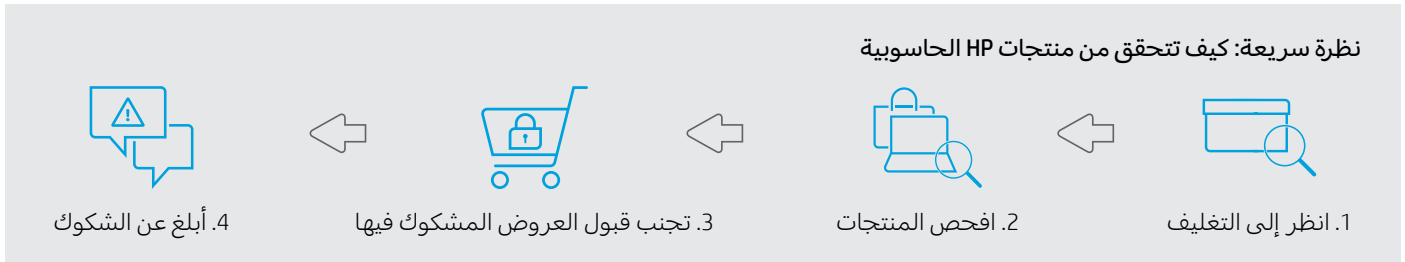 نظرة سريعة: كيف تتحقق من منتجات HP الحاسوبية
1. انظر إلى التغليف
2. افحص المنتجات
3. تجنب قبول العروض المشكوك فيها
4. أبلغ عن الشكوك